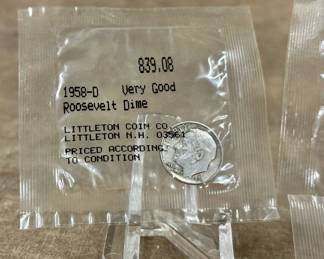 839.08
1958-D Very Good
Roosevelt Dime
LITTLETON COIN CO.
LITTLETON N.H. 03561
PRICED ACCORDING
TO CONDITION